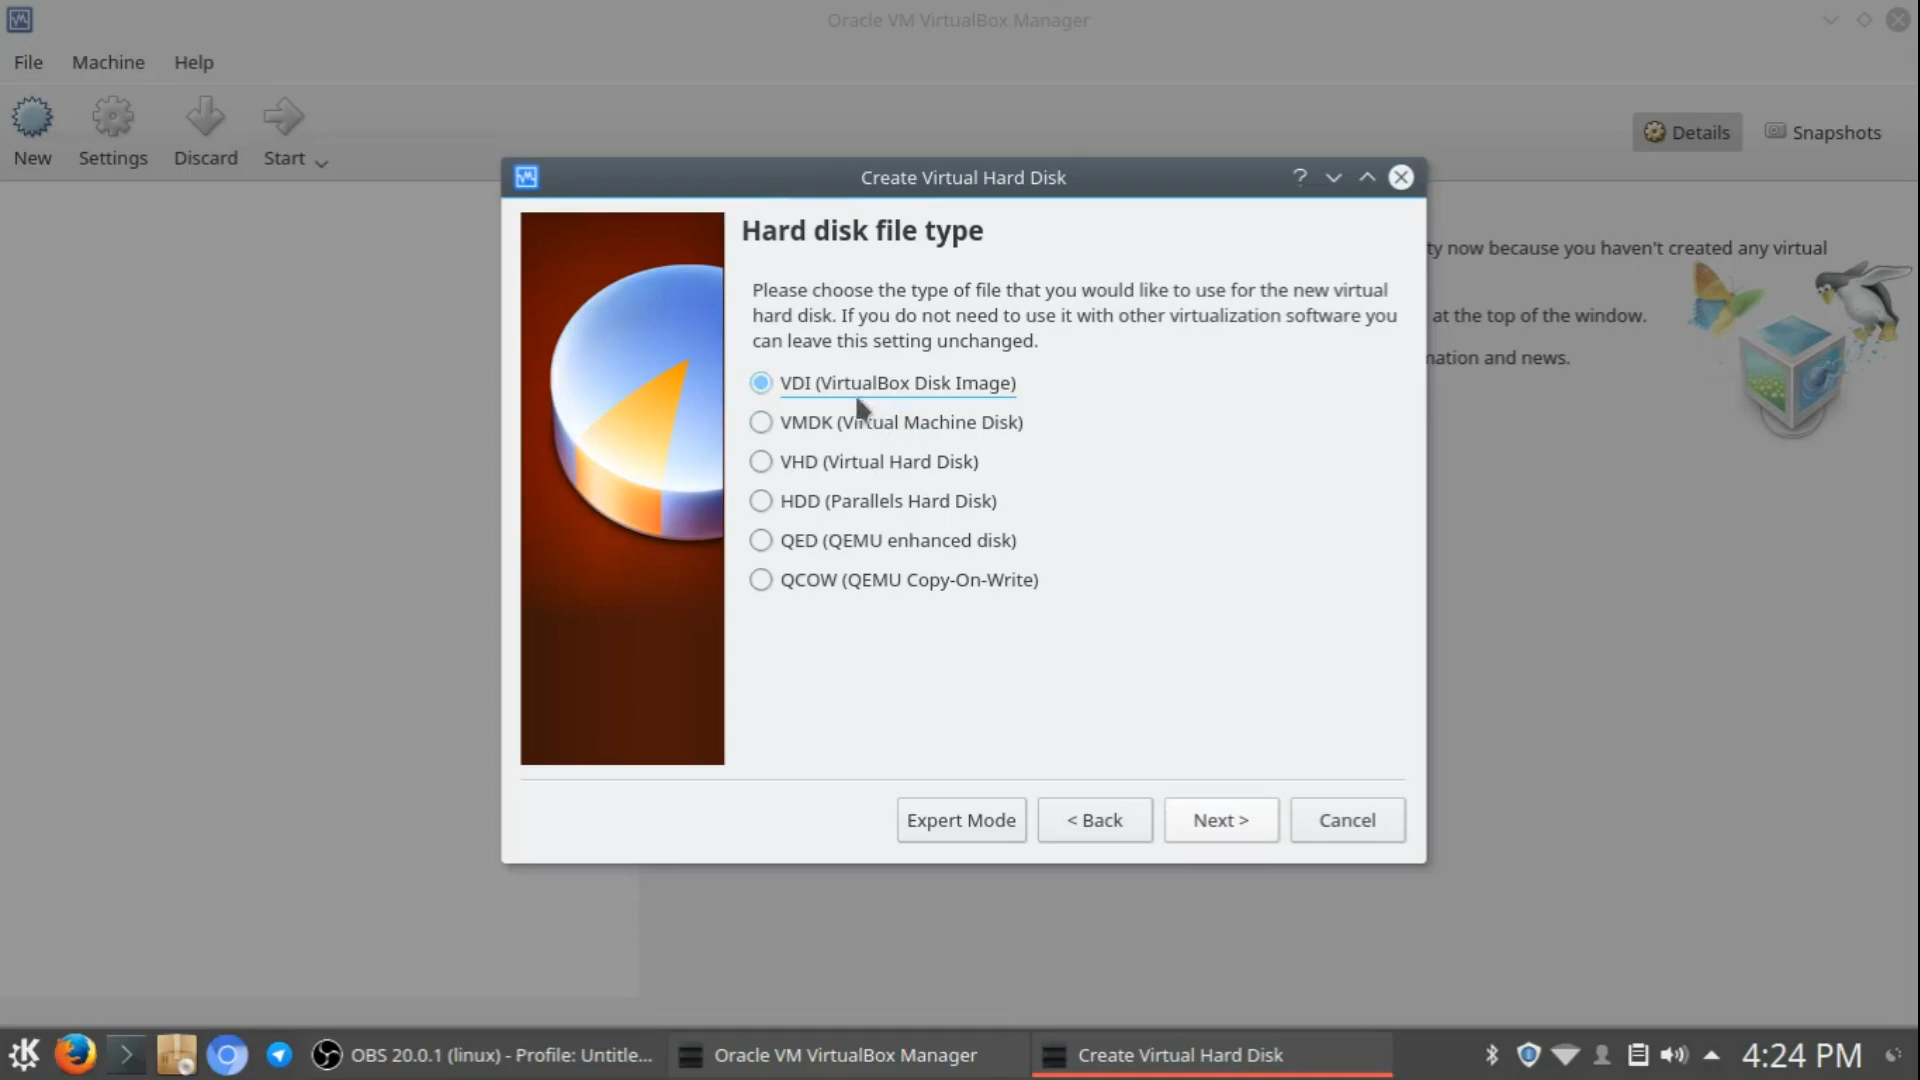 Oracle VM VirtualBox Manager
File Machine Help
New Settings Discard Start
Details Snapshots
Create Virtual Hard Disk
Hard disk file type
ty now because you haven't created any virtual
at the top of the window.
nation and news.
Please choose the type of file that you would like to use for the new virtual
hard disk. If you do not need to use it with other virtualization software you
can leave this setting unchanged.
VDI (VirtualBox Disk Image)
VMDK (Virtual Machine Disk)
VHD (Virtual Hard Disk)
HDD (Parallels Hard Disk)
QED (QEMU enhanced disk)
QCOW (QEMU Copy-On-Write)
Expert Mode < Back Next > Cancel
OBS 20.0.1 (linux) - Profile: Untitle... Oracle VM VirtualBox Manager Create Virtual Hard Disk 4:24 PM